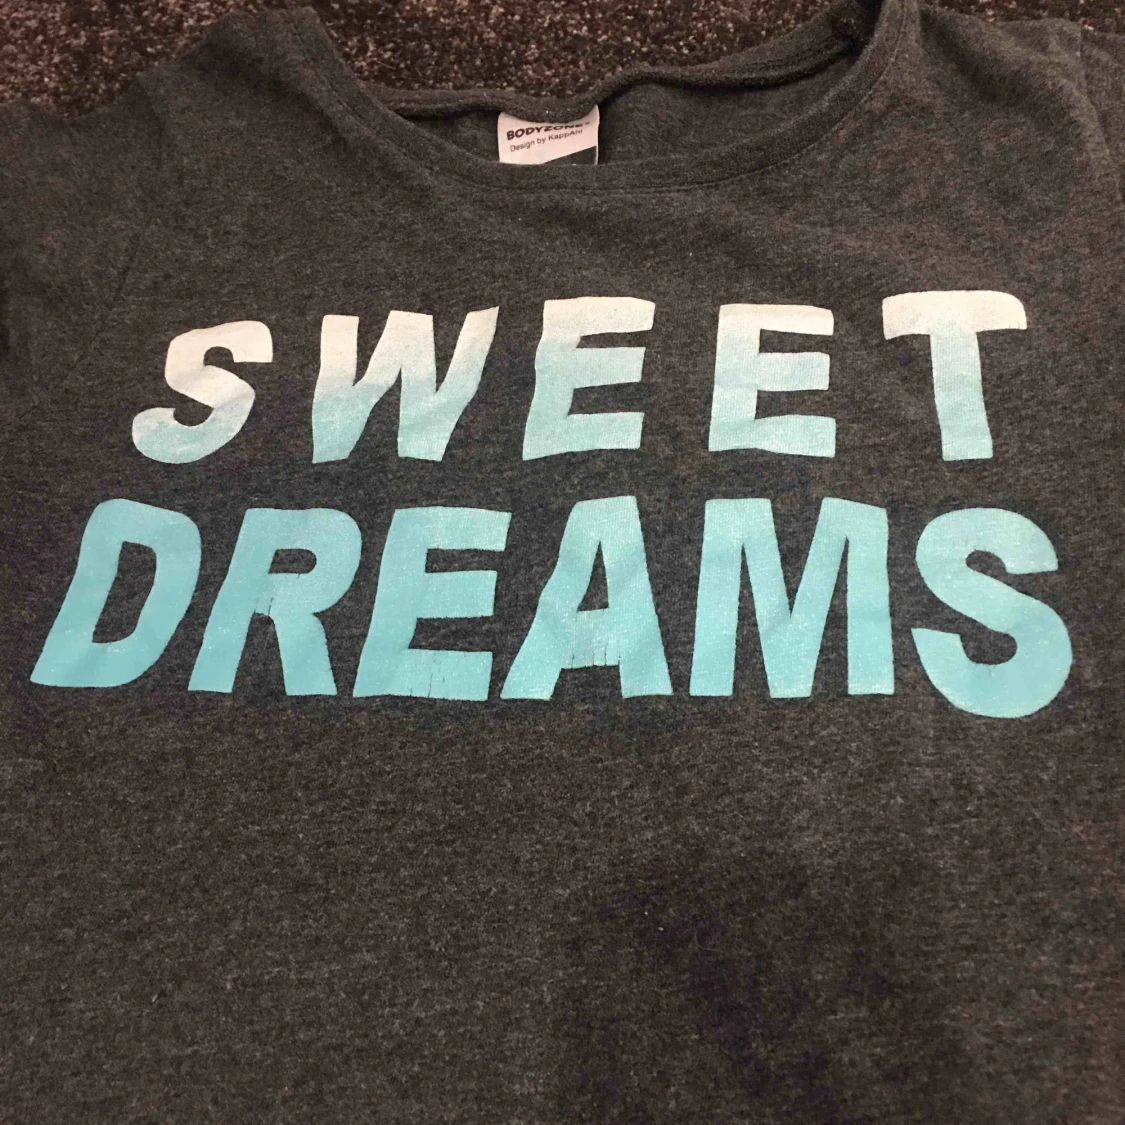 BODYZONE
Design by KappAhl
SWEET
DREAMS